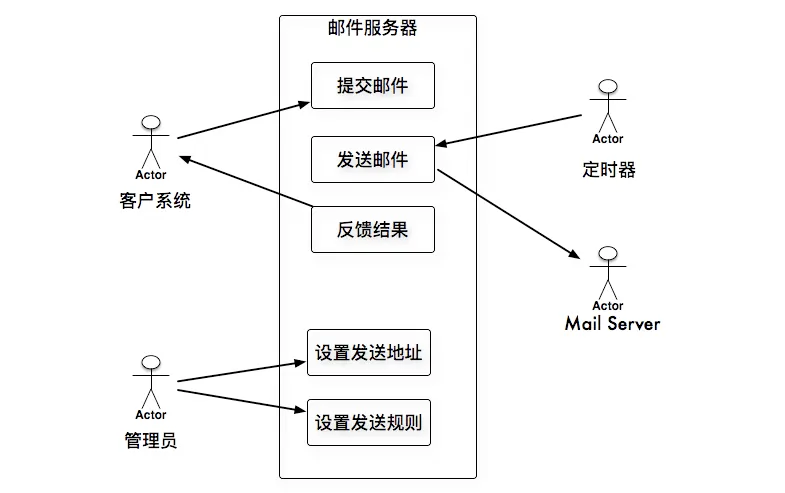 邮件服务器
提交邮件
Actor
客户系统
发送邮件
Actor
定时器
反馈结果
Actor
Mail Server
设置发送地址
Actor
管理员
设置发送规则